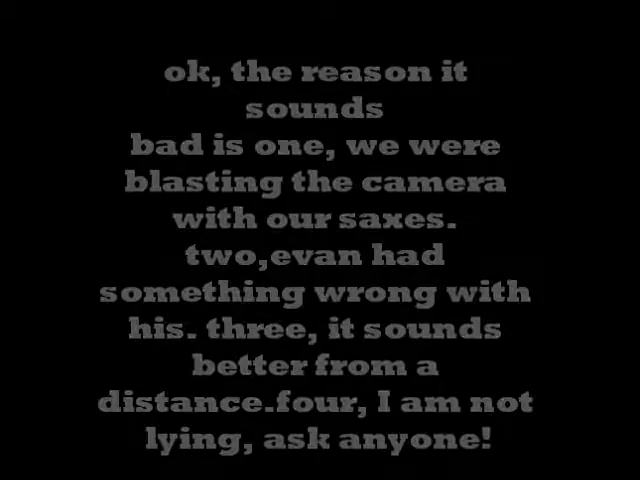 ok, the reason it
sounds
bad is one, we were
blasting the camera
with our saxes.
two,evan had
something wrong with
his. three, it sounds
better from a
distance.four, I am not
lying, ask anyone!